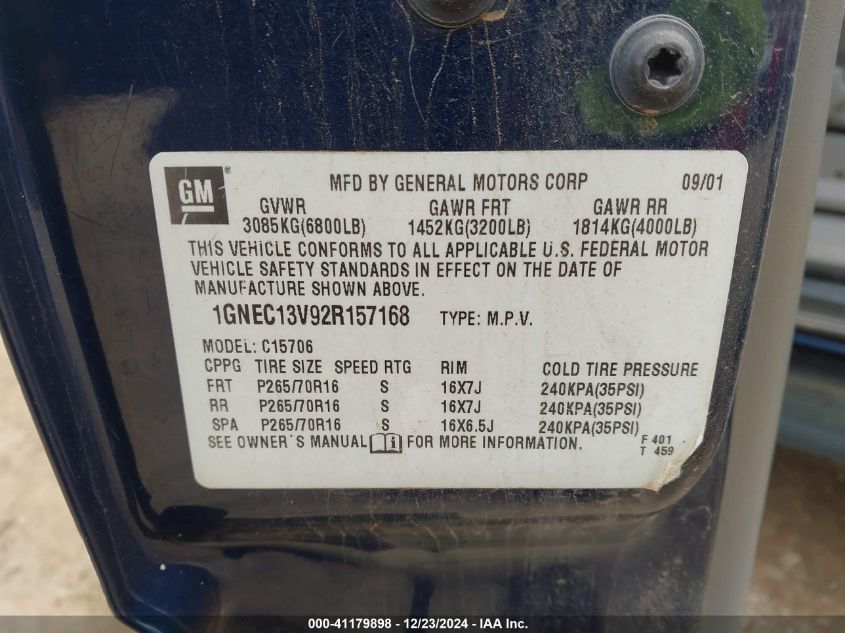 GM ® MFD BY GENERAL MOTORS CORP 09/01
GVWR GAWR FRT GAWR RR
3085KG(6800LB) 1452KG(3200LB) 1814KG(4000LB)
THIS VEHICLE CONFORMS TO ALL APPLICABLE U.S. FEDERAL MOTOR
VEHICLE SAFETY STANDARDS IN EFFECT ON THE DATE OF
MANUFACTURE SHOWN ABOVE.
1GNEC13V92R157168 TYPE: M.P.V.
MODEL: C15706
CPPG TIRE SIZE SPEED RTG RIM COLD TIRE PRESSURE
FRT P265/70R16 S 16X7J 240KPA(35PSI)
RR P265/70R16 S 16X7J 240KPA(35PSI)
SPA P265/70R16 S 16X6.5J 240KPA(35PSI)
SEE OWNER'S MANUAL i FOR MORE INFORMATION. F 401
T 459
000-41179898 - 12/23/2024 - IAA Inc.